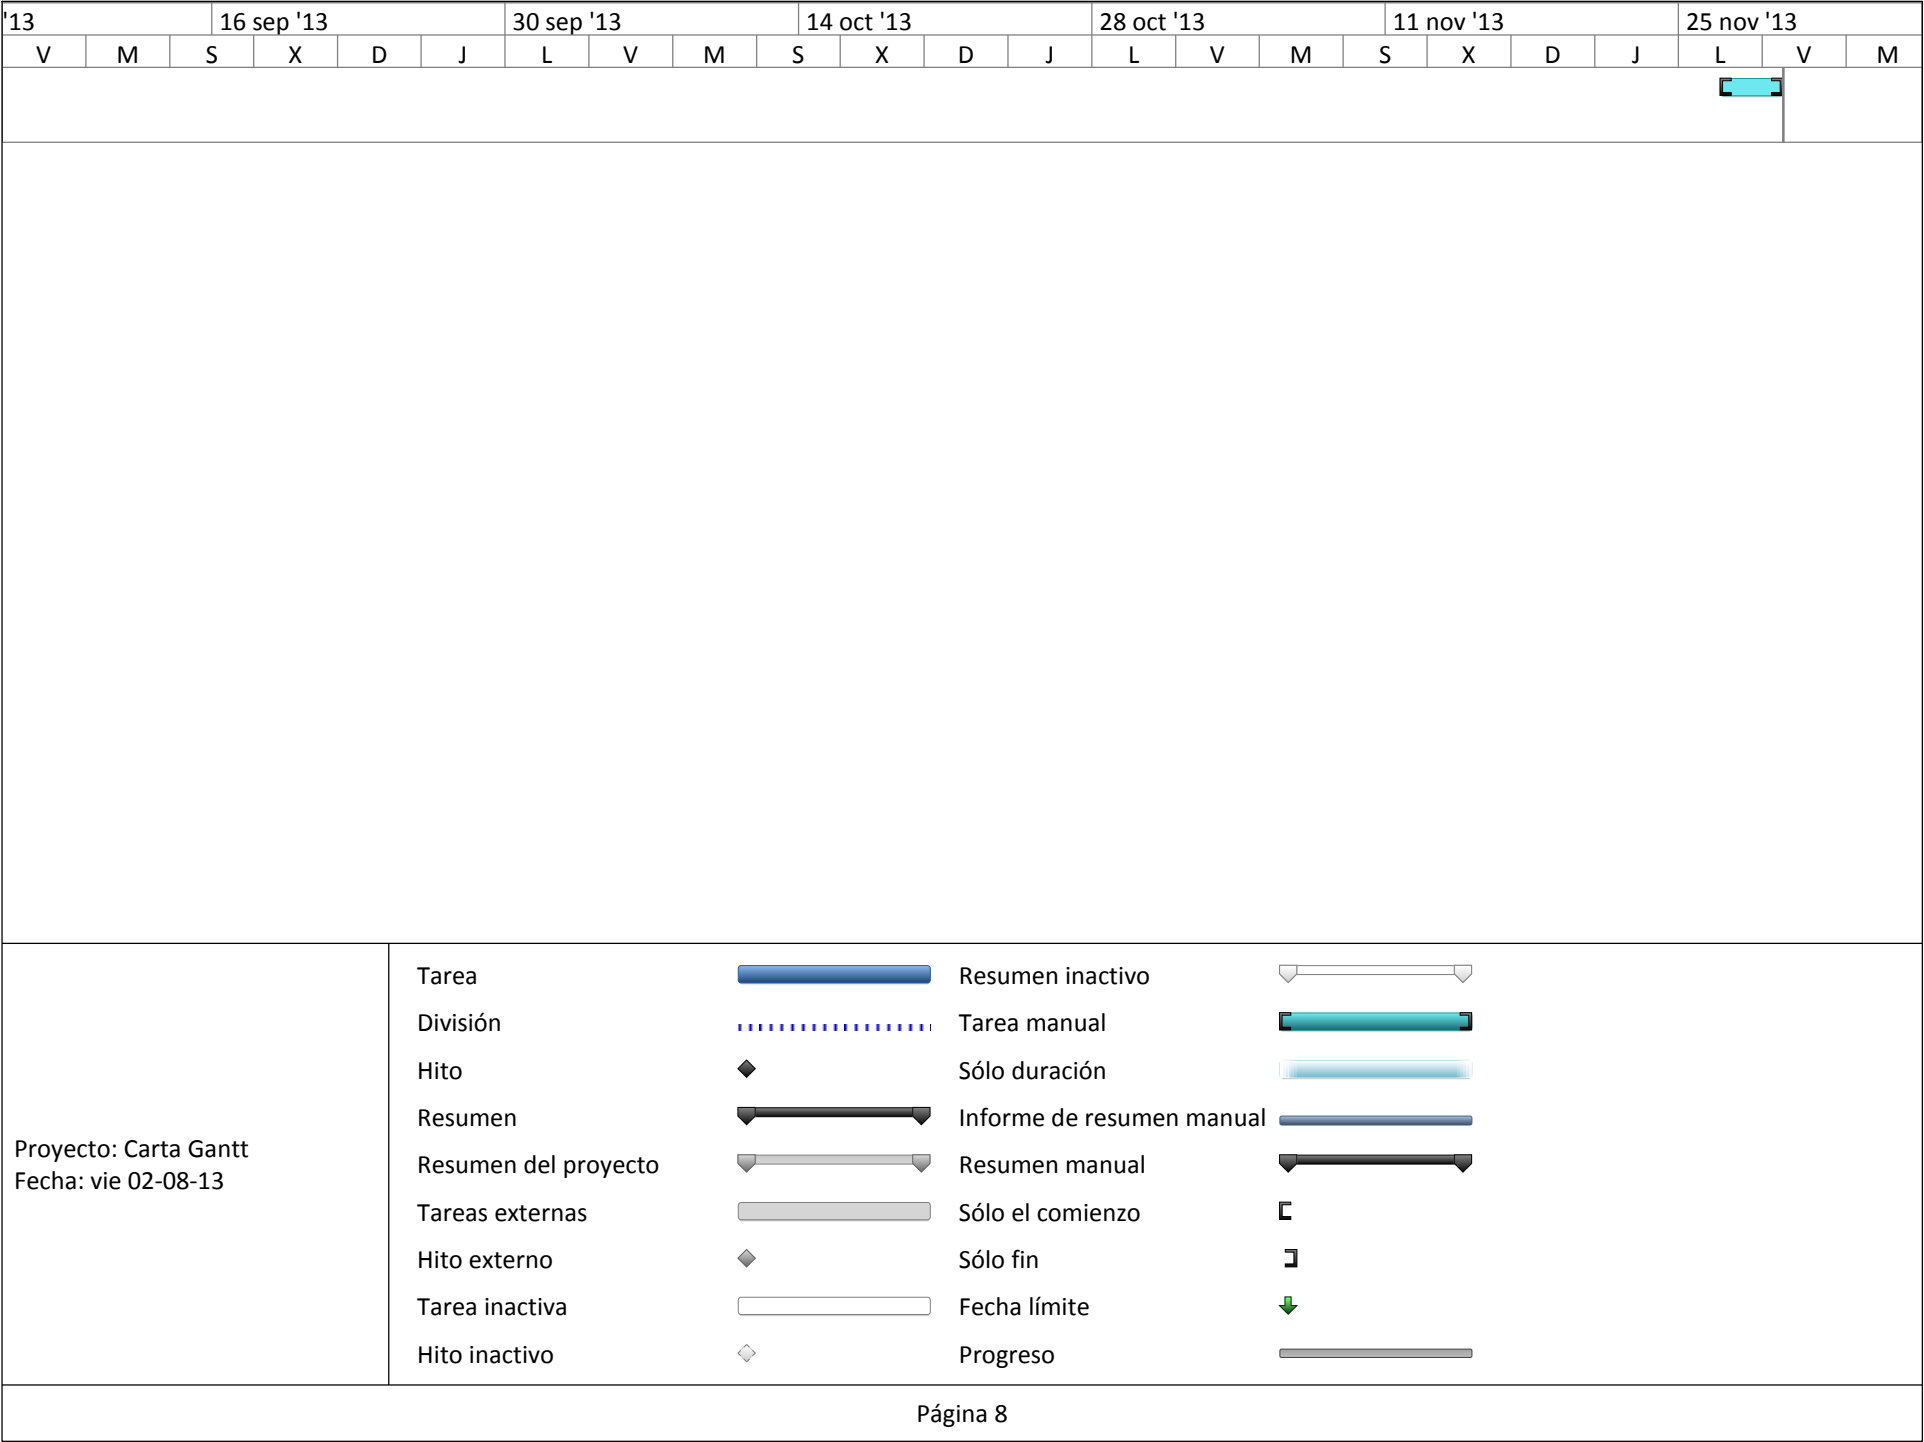 '13 16 sep '13 30 sep '13 14 oct '13 28 oct '13 11 nov '13 25 nov '13
V M S X D J L V M S X D J L V M S X D J L V M
Tarea Resumen inactivo
División Tarea manual
Hito Sólo duración
Resumen Informe de resumen manual
Proyecto: Carta Gantt
Fecha: vie 02-08-13
Resumen del proyecto Resumen manual
Tareas externas Sólo el comienzo
Hito externo Sólo fin
Tarea inactiva Fecha límite
Hito inactivo Progreso
Página 8